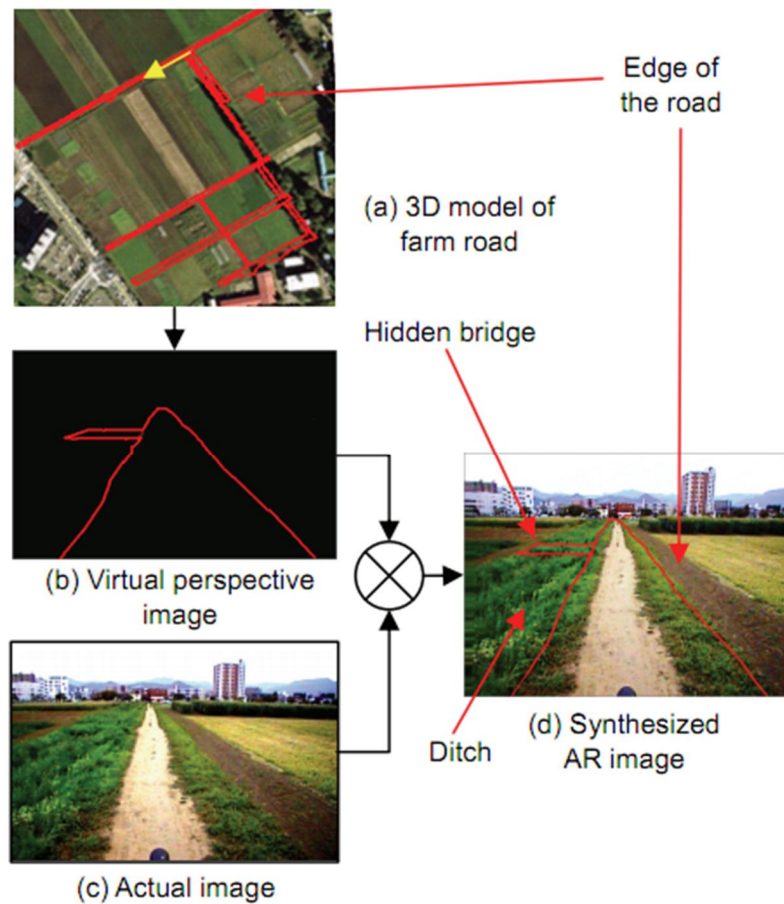 Edge of
the road
(a) 3D model of
farm road
Hidden bridge
(b) Virtual perspective
image
Ditch
(d) Synthesized
AR image
(c) Actual image